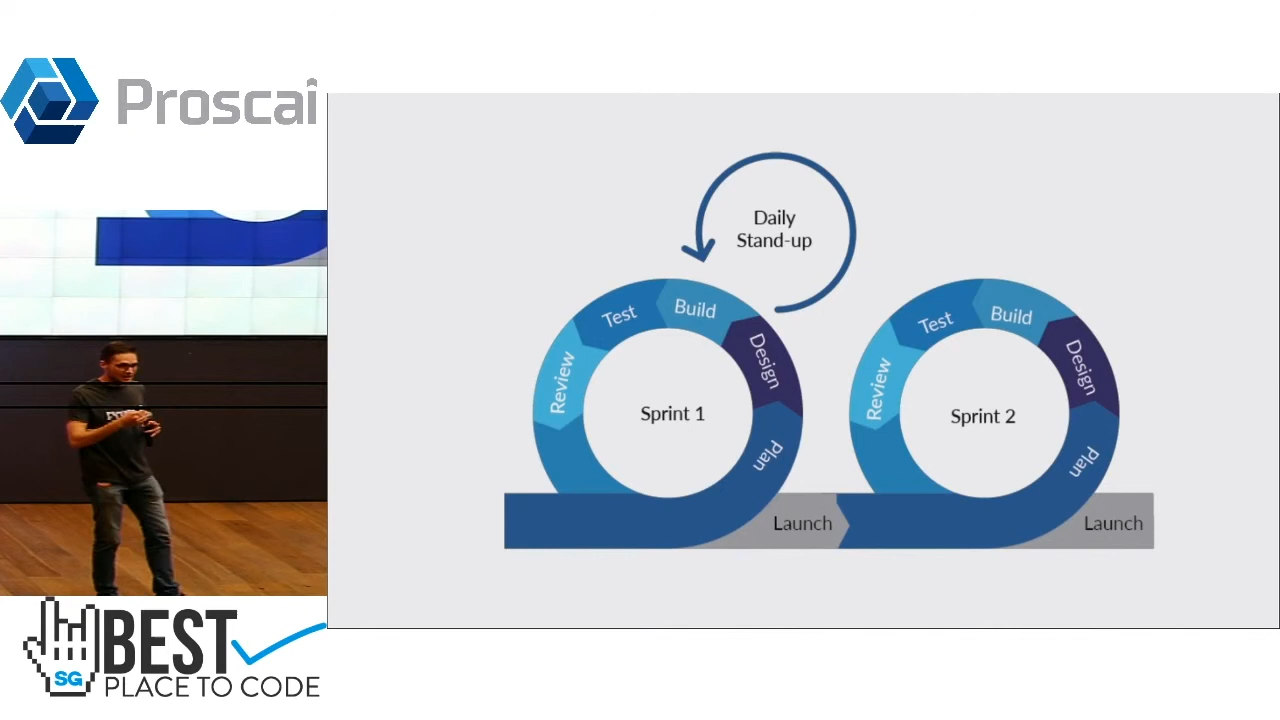 Proscai
Daily
Stand-up
Test
Build
Design
Review
Sprint 1
Plan
Launch
Test
Build
Design
Review
Sprint 2
Plan
Launch
SG
BEST
PLACE TO CODE